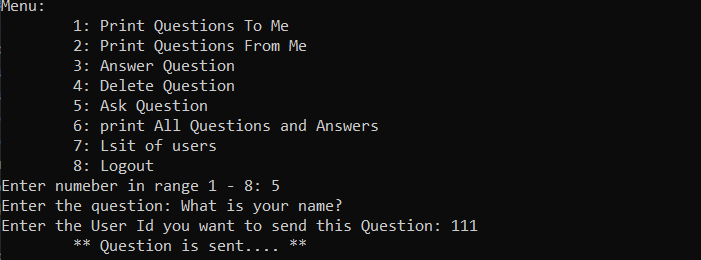 Menu:
1: Print Questions To Me
2: Print Questions From Me
3: Answer Question
4: Delete Question
5: Ask Question
6: print All Questions and Answers
7: Lsit of users
8: Logout
Enter numeber in range 1 - 8: 5
Enter the question: What is your name?
Enter the User Id you want to send this Question: 111
** Question is sent.... **